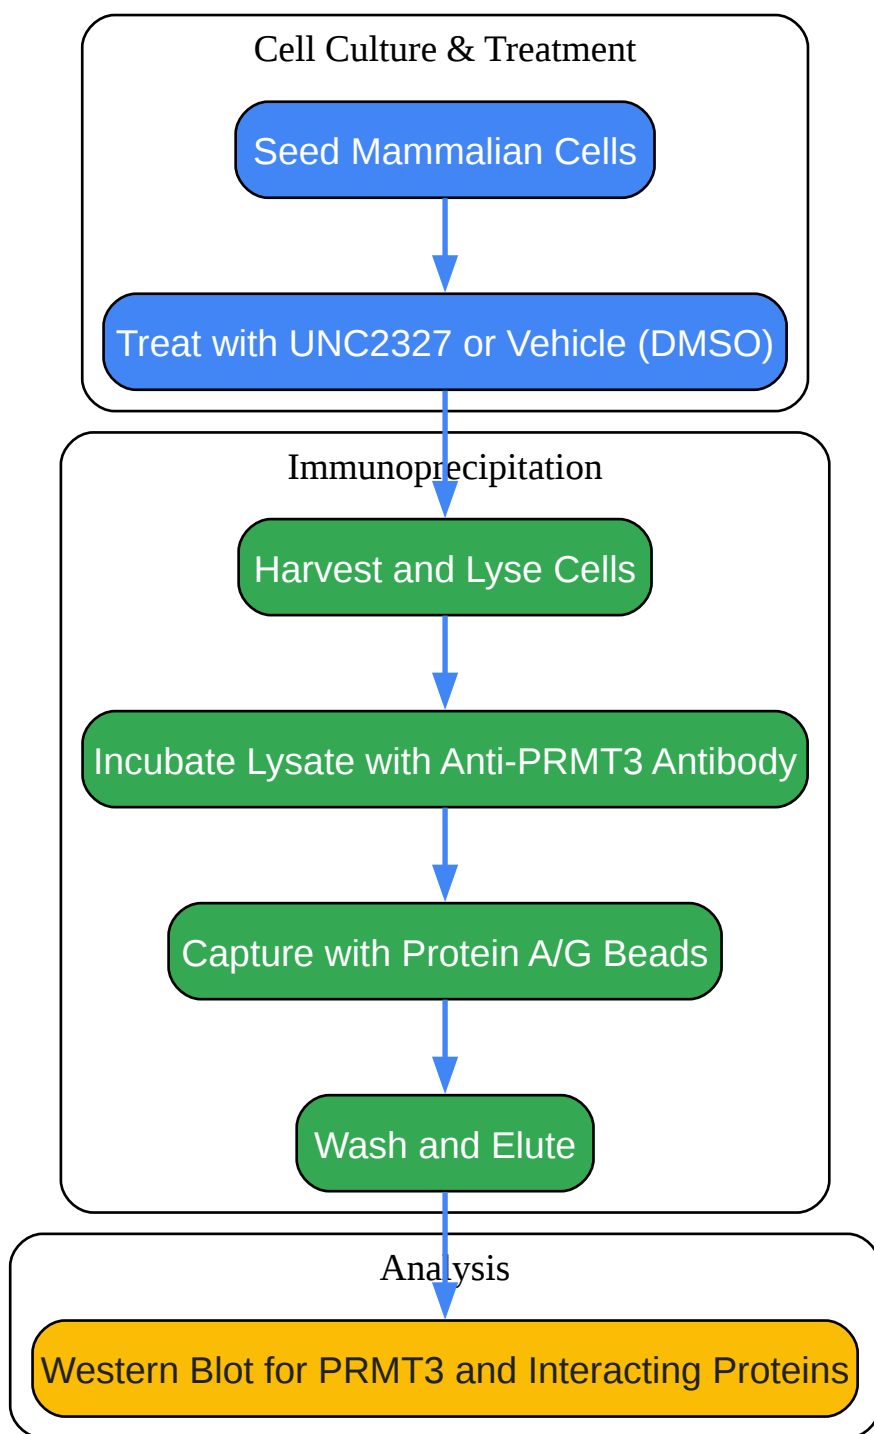 Cell Culture & Treatment
Seed Mammalian Cells
Treat with UNC2327 or Vehicle (DMSO)
Immunoprecipitation
Harvest and Lyse Cells
Incubate Lysate with Anti-PRMT3 Antibody
Capture with Protein A/G Beads
Wash and Elute
Analysis
Western Blot for PRMT3 and Interacting Proteins